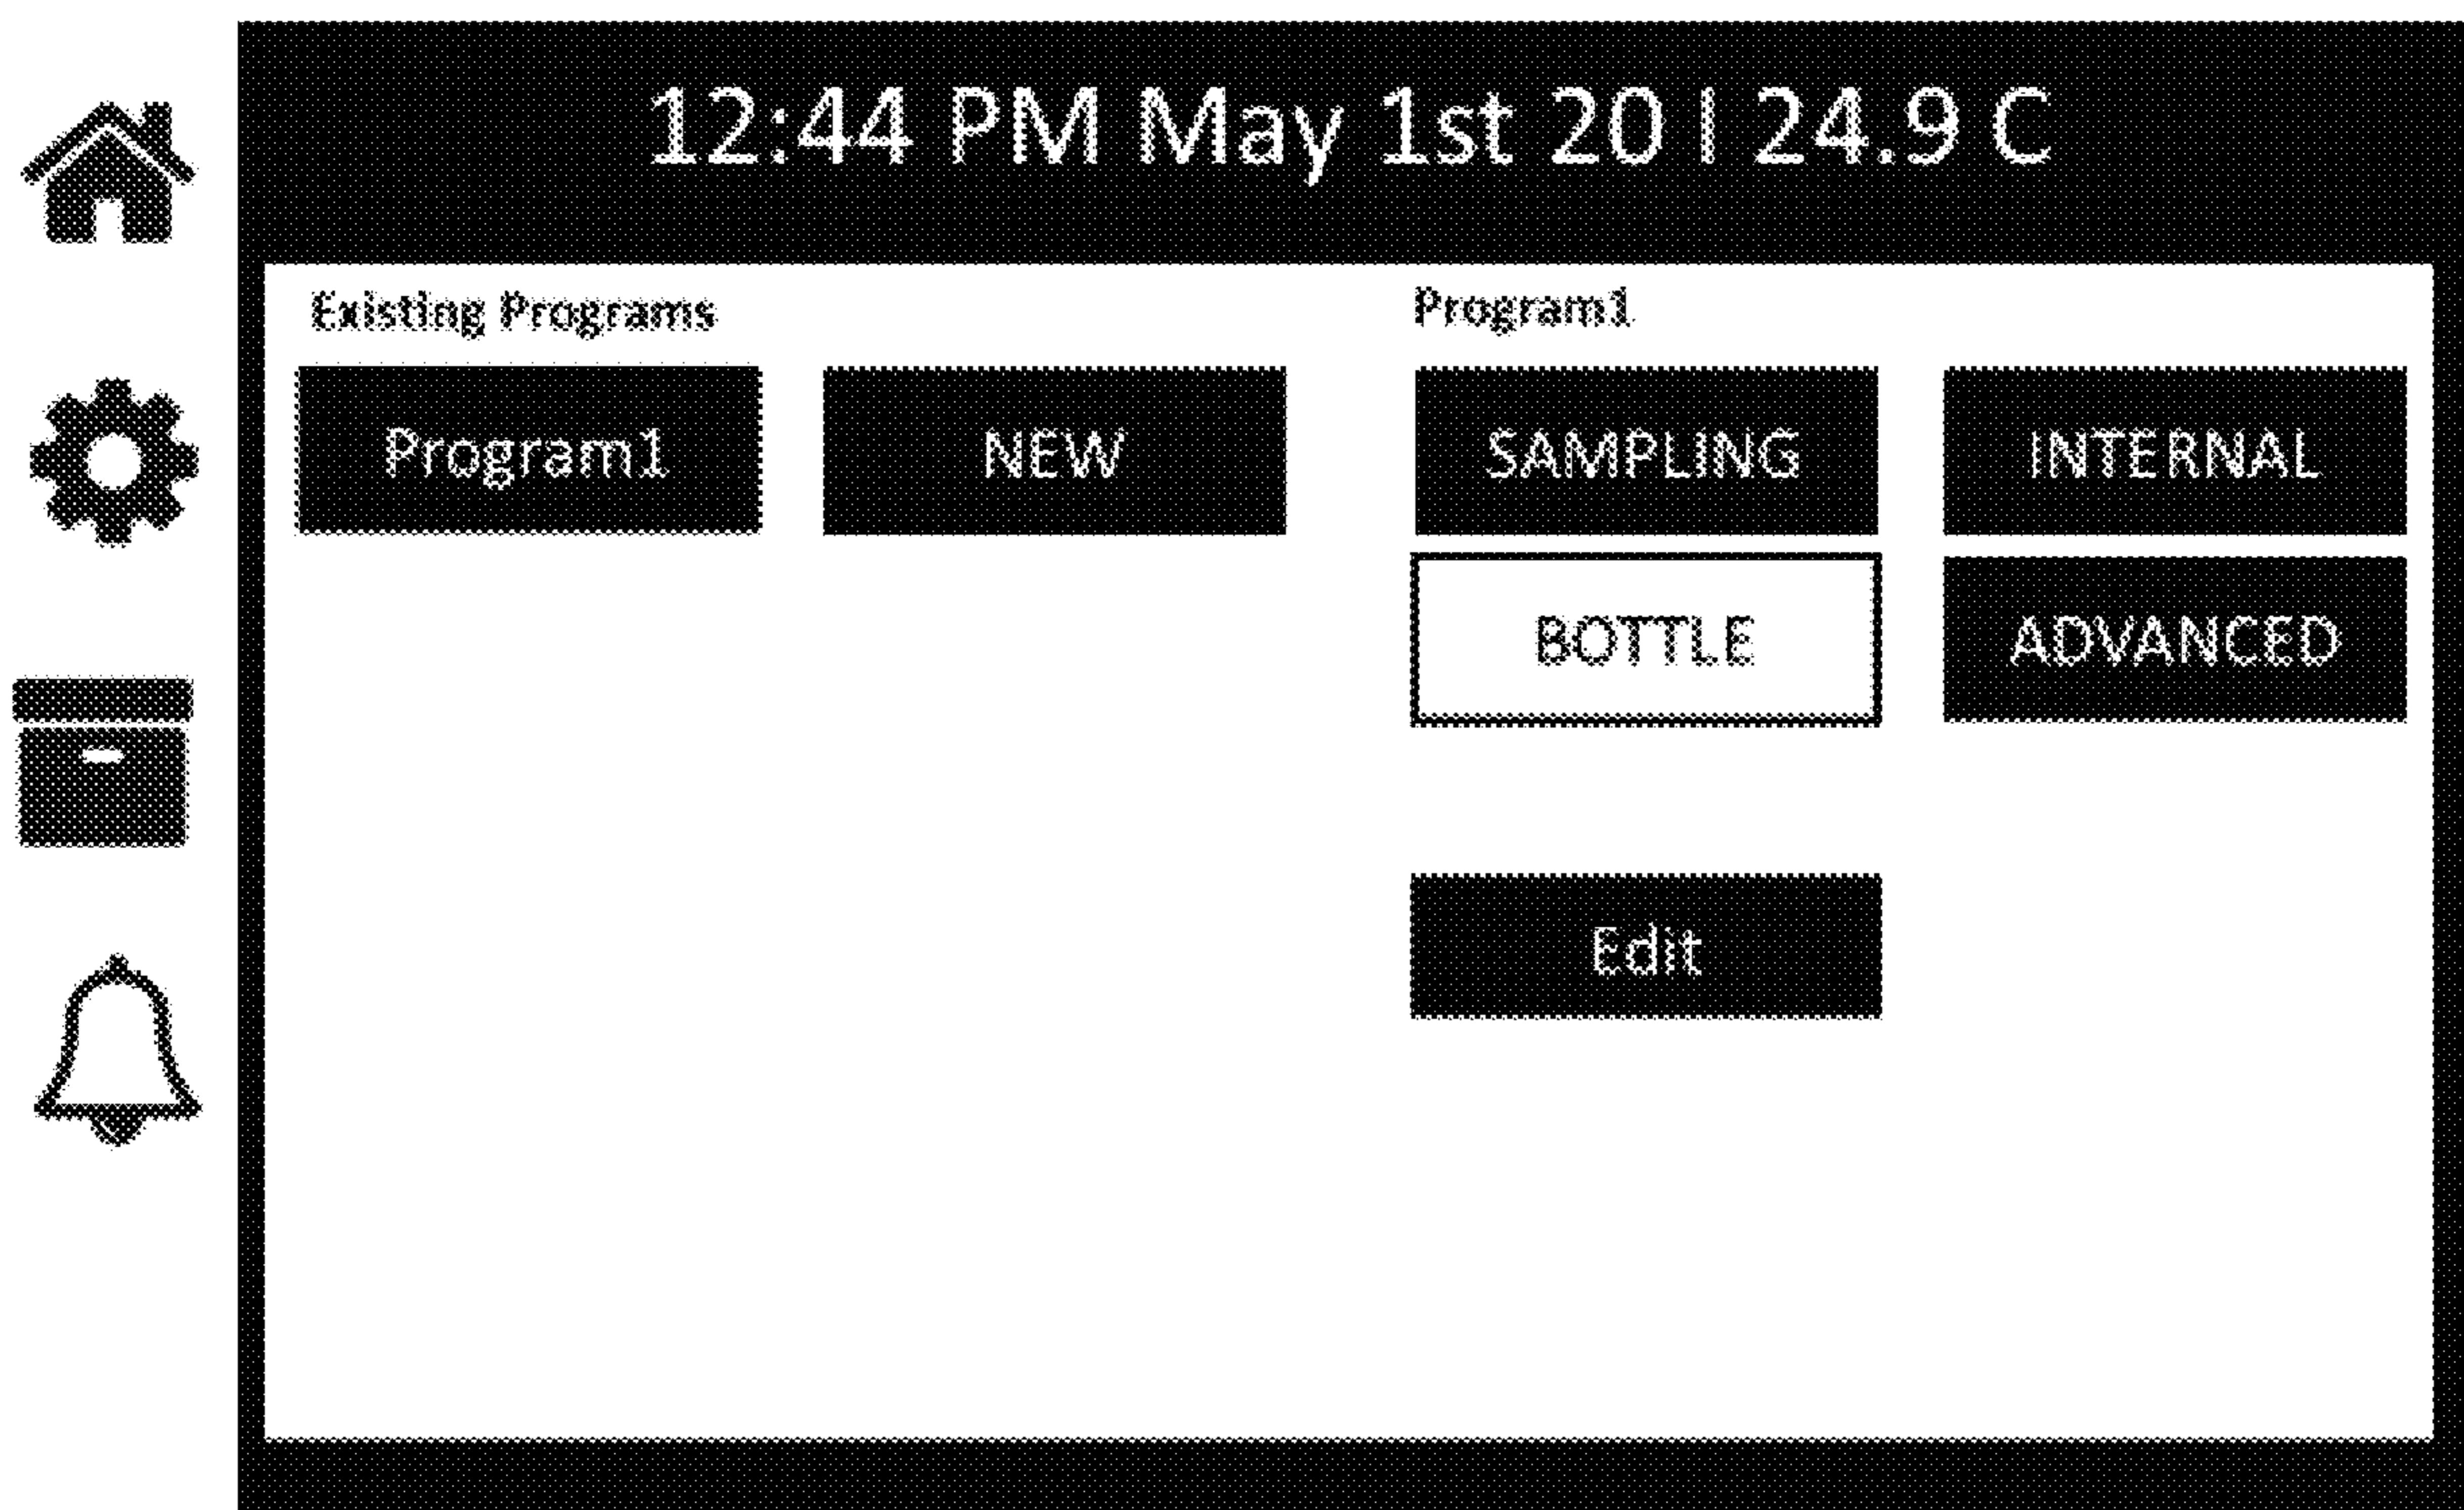 12:44 PM May 1st 20 | 24.9 C
Existing Programs
Program1
Program1
NEW
SAMPLING
INTERNAL
BOTTLE
ADVANCED
Edit